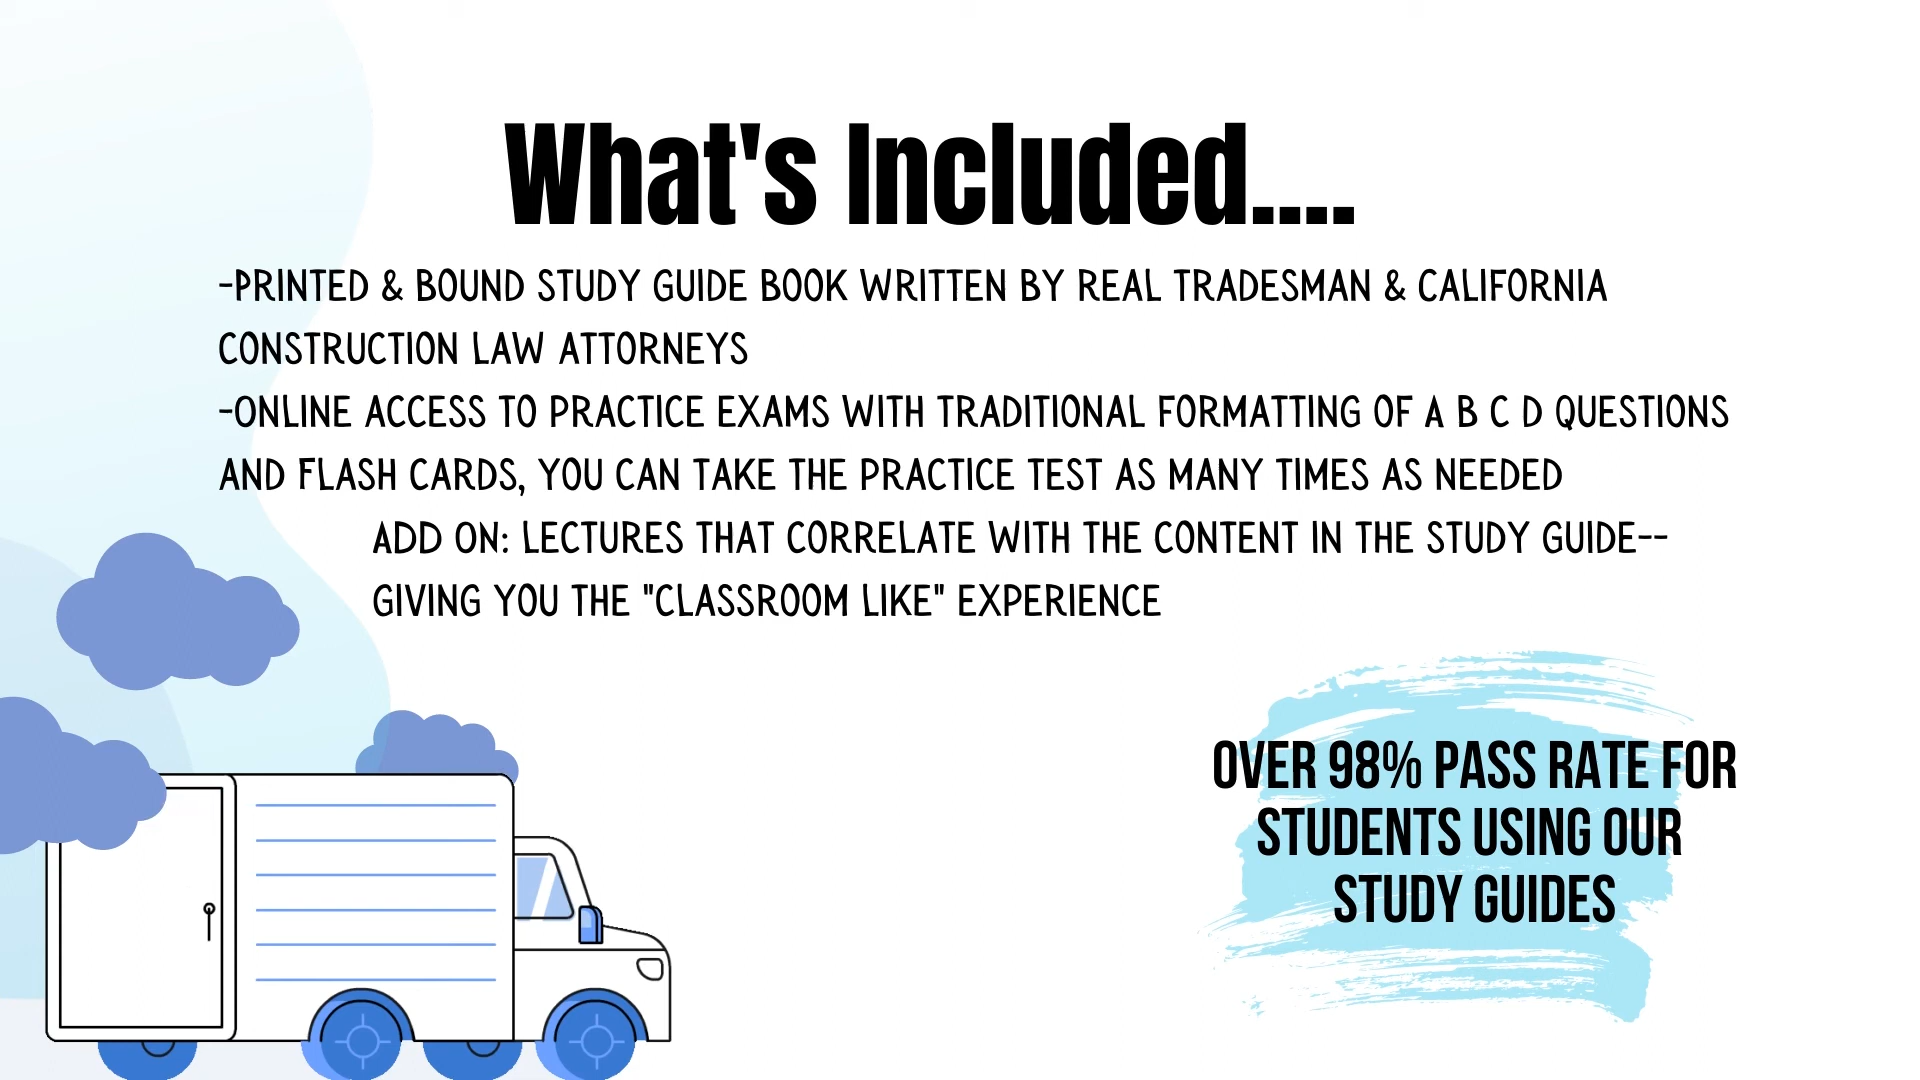 What's Included....
-PRINTED & BOUND STUDY GUIDE BOOK WRITTEN BY REAL TRADESMAN & CALIFORNIA
CONSTRUCTION LAW ATTORNEYS
-ONLINE ACCESS TO PRACTICE EXAMS WITH TRADITIONAL FORMATTING OF A B C D QUESTIONS
AND FLASH CARDS, YOU CAN TAKE THE PRACTICE TEST AS MANY TIMES AS NEEDED
ADD ON: LECTURES THAT CORRELATE WITH THE CONTENT IN THE STUDY GUIDE--
GIVING YOU THE "CLASSROOM LIKE" EXPERIENCE
OVER 98% PASS RATE FOR
STUDENTS USING OUR
STUDY GUIDES